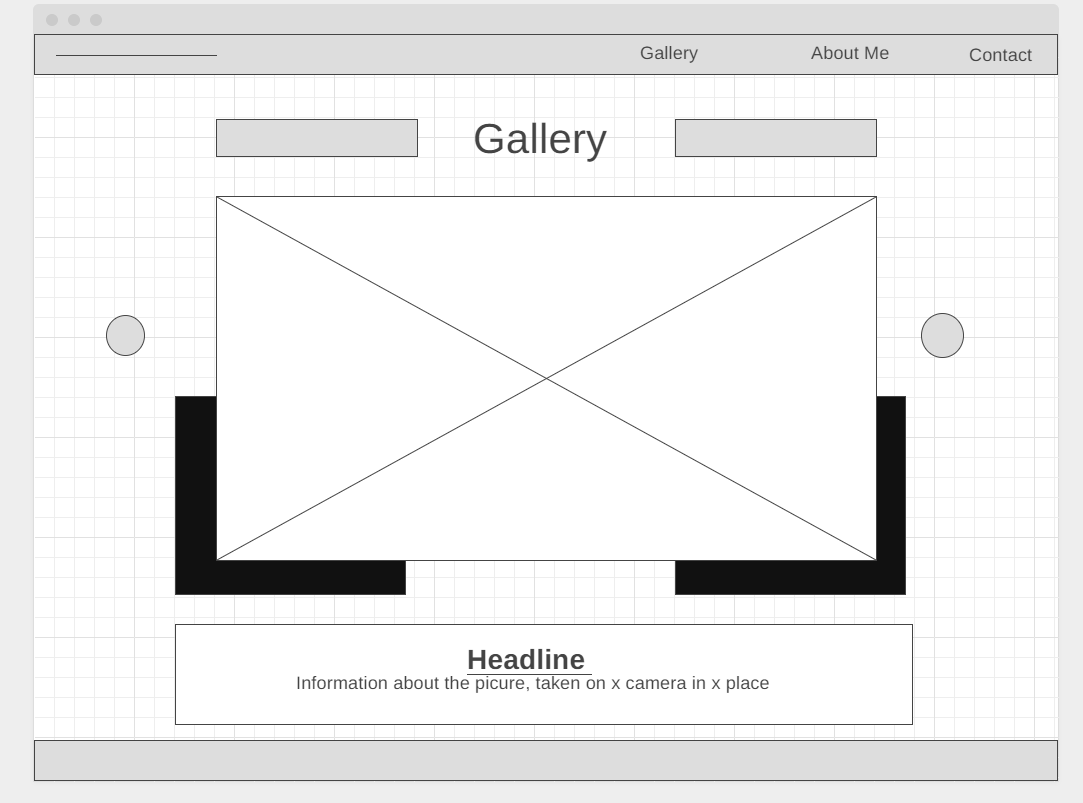 Gallery About Me Contact
Gallery
Headline
Information about the picure, taken on x camera in x place